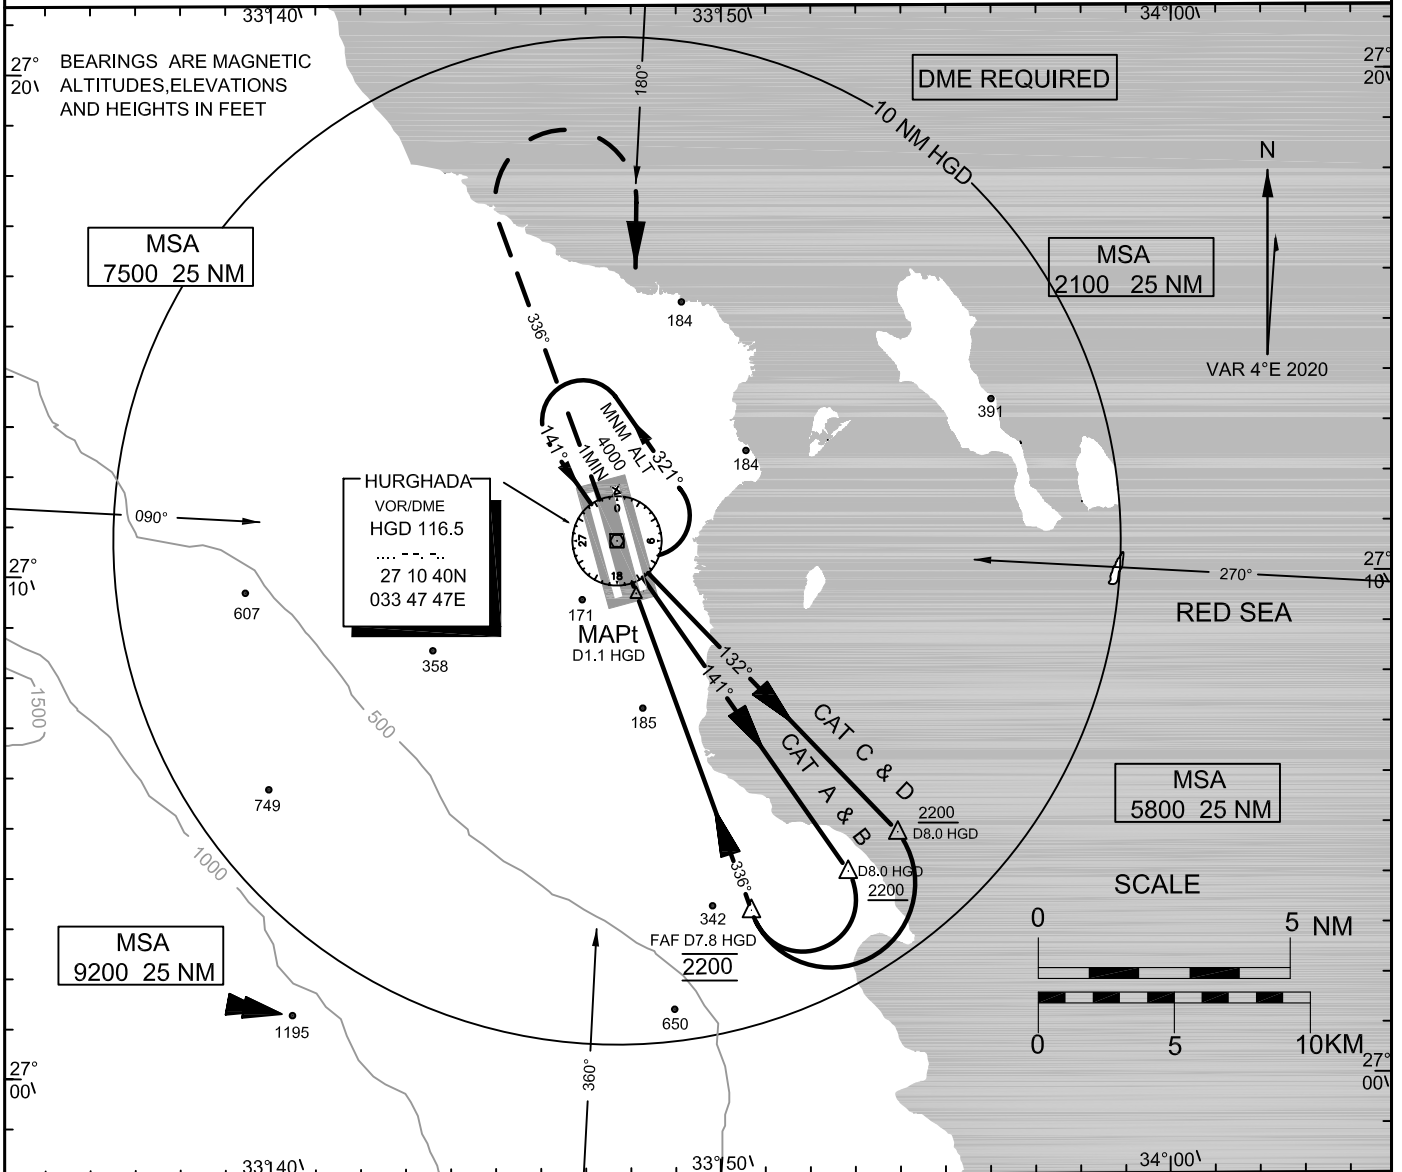 33°40\
33°50\
34°00\
27°
20\
BEARINGS ARE MAGNETIC
ALTITUDES,ELEVATIONS
AND HEIGHTS IN FEET
180°
DME REQUIRED
27°
20\
10 NM HGD
N
VAR 4°E 2020
MSA
7500 25 NM
MSA
2100 25 NM
336°
184
391
184
141°
1MIN
MNM ALT
4000
321°
HURGHADA
VOR/DME
HGD 116.5
.... --. -..
27 10 40N
033 47 47E
0
27
9
18
090°
270°
27°
10\
27°
10\
RED SEA
607
358
171
MAPt
D1.1 HGD
132°
141°
1500
500
185
CAT C & D
CAT A & B
749
MSA
5800 25 NM
2200
D8.0 HGD
D8.0 HGD
2200
1000
336°
342
FAF D7.8 HGD
2200
SCALE
0 5 NM
0 5 10KM
MSA
9200 25 NM
1195
650
360°
27°
00\
27°
00\
33°40\
33°50\
34°00\